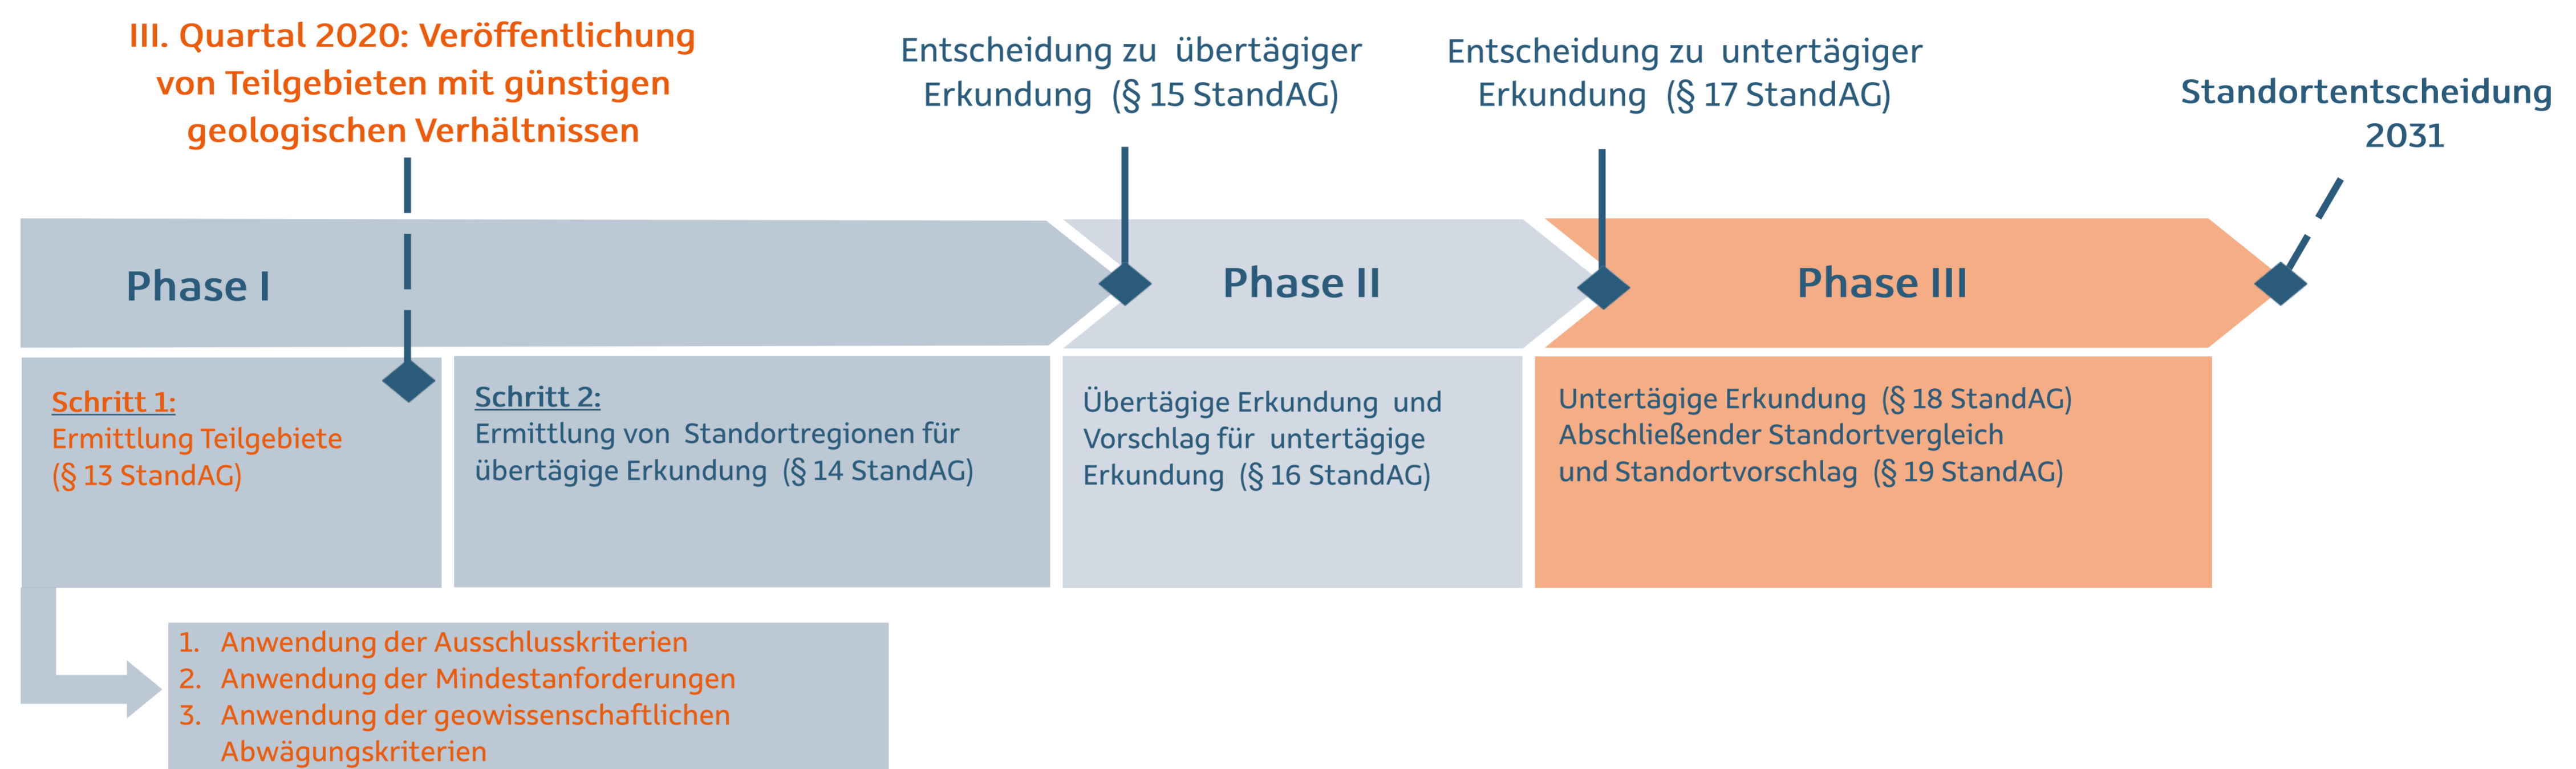 III. Quartal 2020: Veröffentlichung
von Teilgebieten mit günstigen
geologischen Verhältnissen
Entscheidung zu übertägiger
Erkundung (§ 15 StandAG)
Entscheidung zu untertägiger
Erkundung (§ 17 StandAG)
Standortentscheidung
2031
Phase I
Phase II
Phase III
Schritt 1:
Ermittlung Teilgebiete
(§ 13 StandAG)
Schritt 2:
Ermittlung von Standortregionen für
übertägige Erkundung (§ 14 StandAG)
Übertägige Erkundung und
Vorschlag für untertägige
Erkundung (§ 16 StandAG)
Untertägige Erkundung (§ 18 StandAG)
Abschließender Standortvergleich
und Standortvorschlag (§ 19 StandAG)
1. Anwendung der Ausschlusskriterien
2. Anwendung der Mindestanforderungen
3. Anwendung der geowissenschaftlichen
Abwägungskriterien